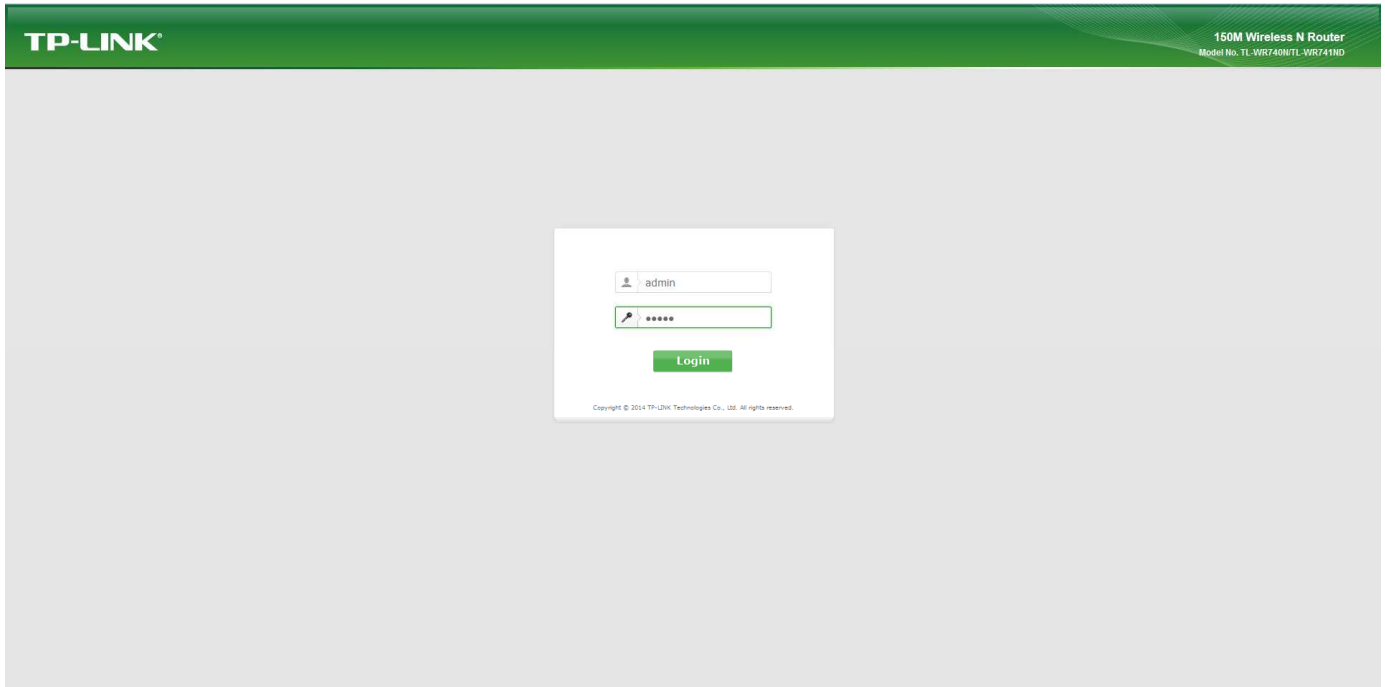 TP-LINK®
150M Wireless N Router
Model No. TL-WR740N/TL-WR741ND
admin
•••••
Login
Copyright © 2014 TP-LINK Technologies Co., Ltd. All rights reserved.